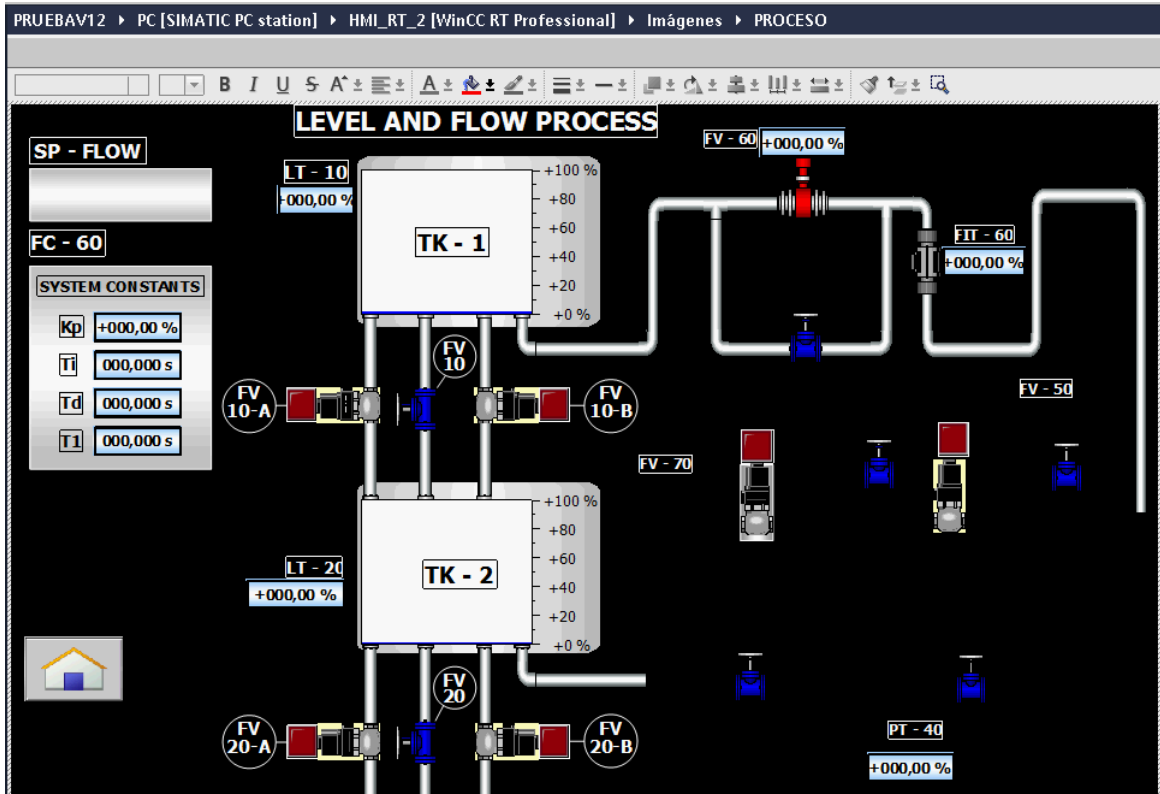 PRUEBAV12 ▸ PC [SIMATIC PC station] ▸ HMI_RT_2 [WinCC RT Professional] ▸ Imágenes ▸ PROCESO
B I U S A A
LEVEL AND FLOW PROCESS
SP - FLOW
FC - 60
SYSTEM CONSTANTS
Kp +000,00 %
Ti 000,000 s
Td 000,000 s
T1 000,000 s
LT - 10
+000,00 %
TK - 1
+100 %
+80
+60
+40
+20
+0 %
FV - 60 +000,00 %
FIT - 60
+000,00 %
FV
10
FV
10-A
FV
10-B
FV - 50
FV - 70
LT - 20
+000,00 %
TK - 2
+100 %
+80
+60
+40
+20
+0 %
FV
20
FV
20-A
FV
20-B
PT - 40
+000,00 %